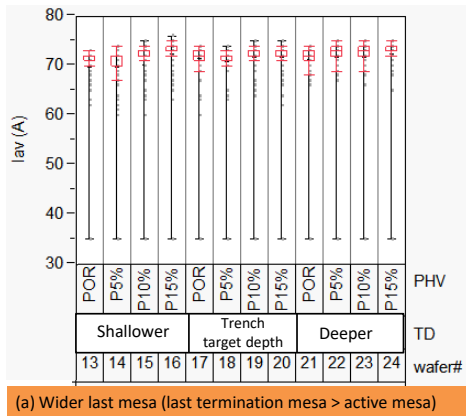 80
70
60
50
40
30
Iav (A)
POR P5% P10% P15% POR P5% P10% P15% POR P5% P10% P15% PHV
Shallower Trench target depth Deeper TD
13 14 15 16 17 18 19 20 21 22 23 24 wafer#
(a) Wider last mesa (last termination mesa > active mesa)